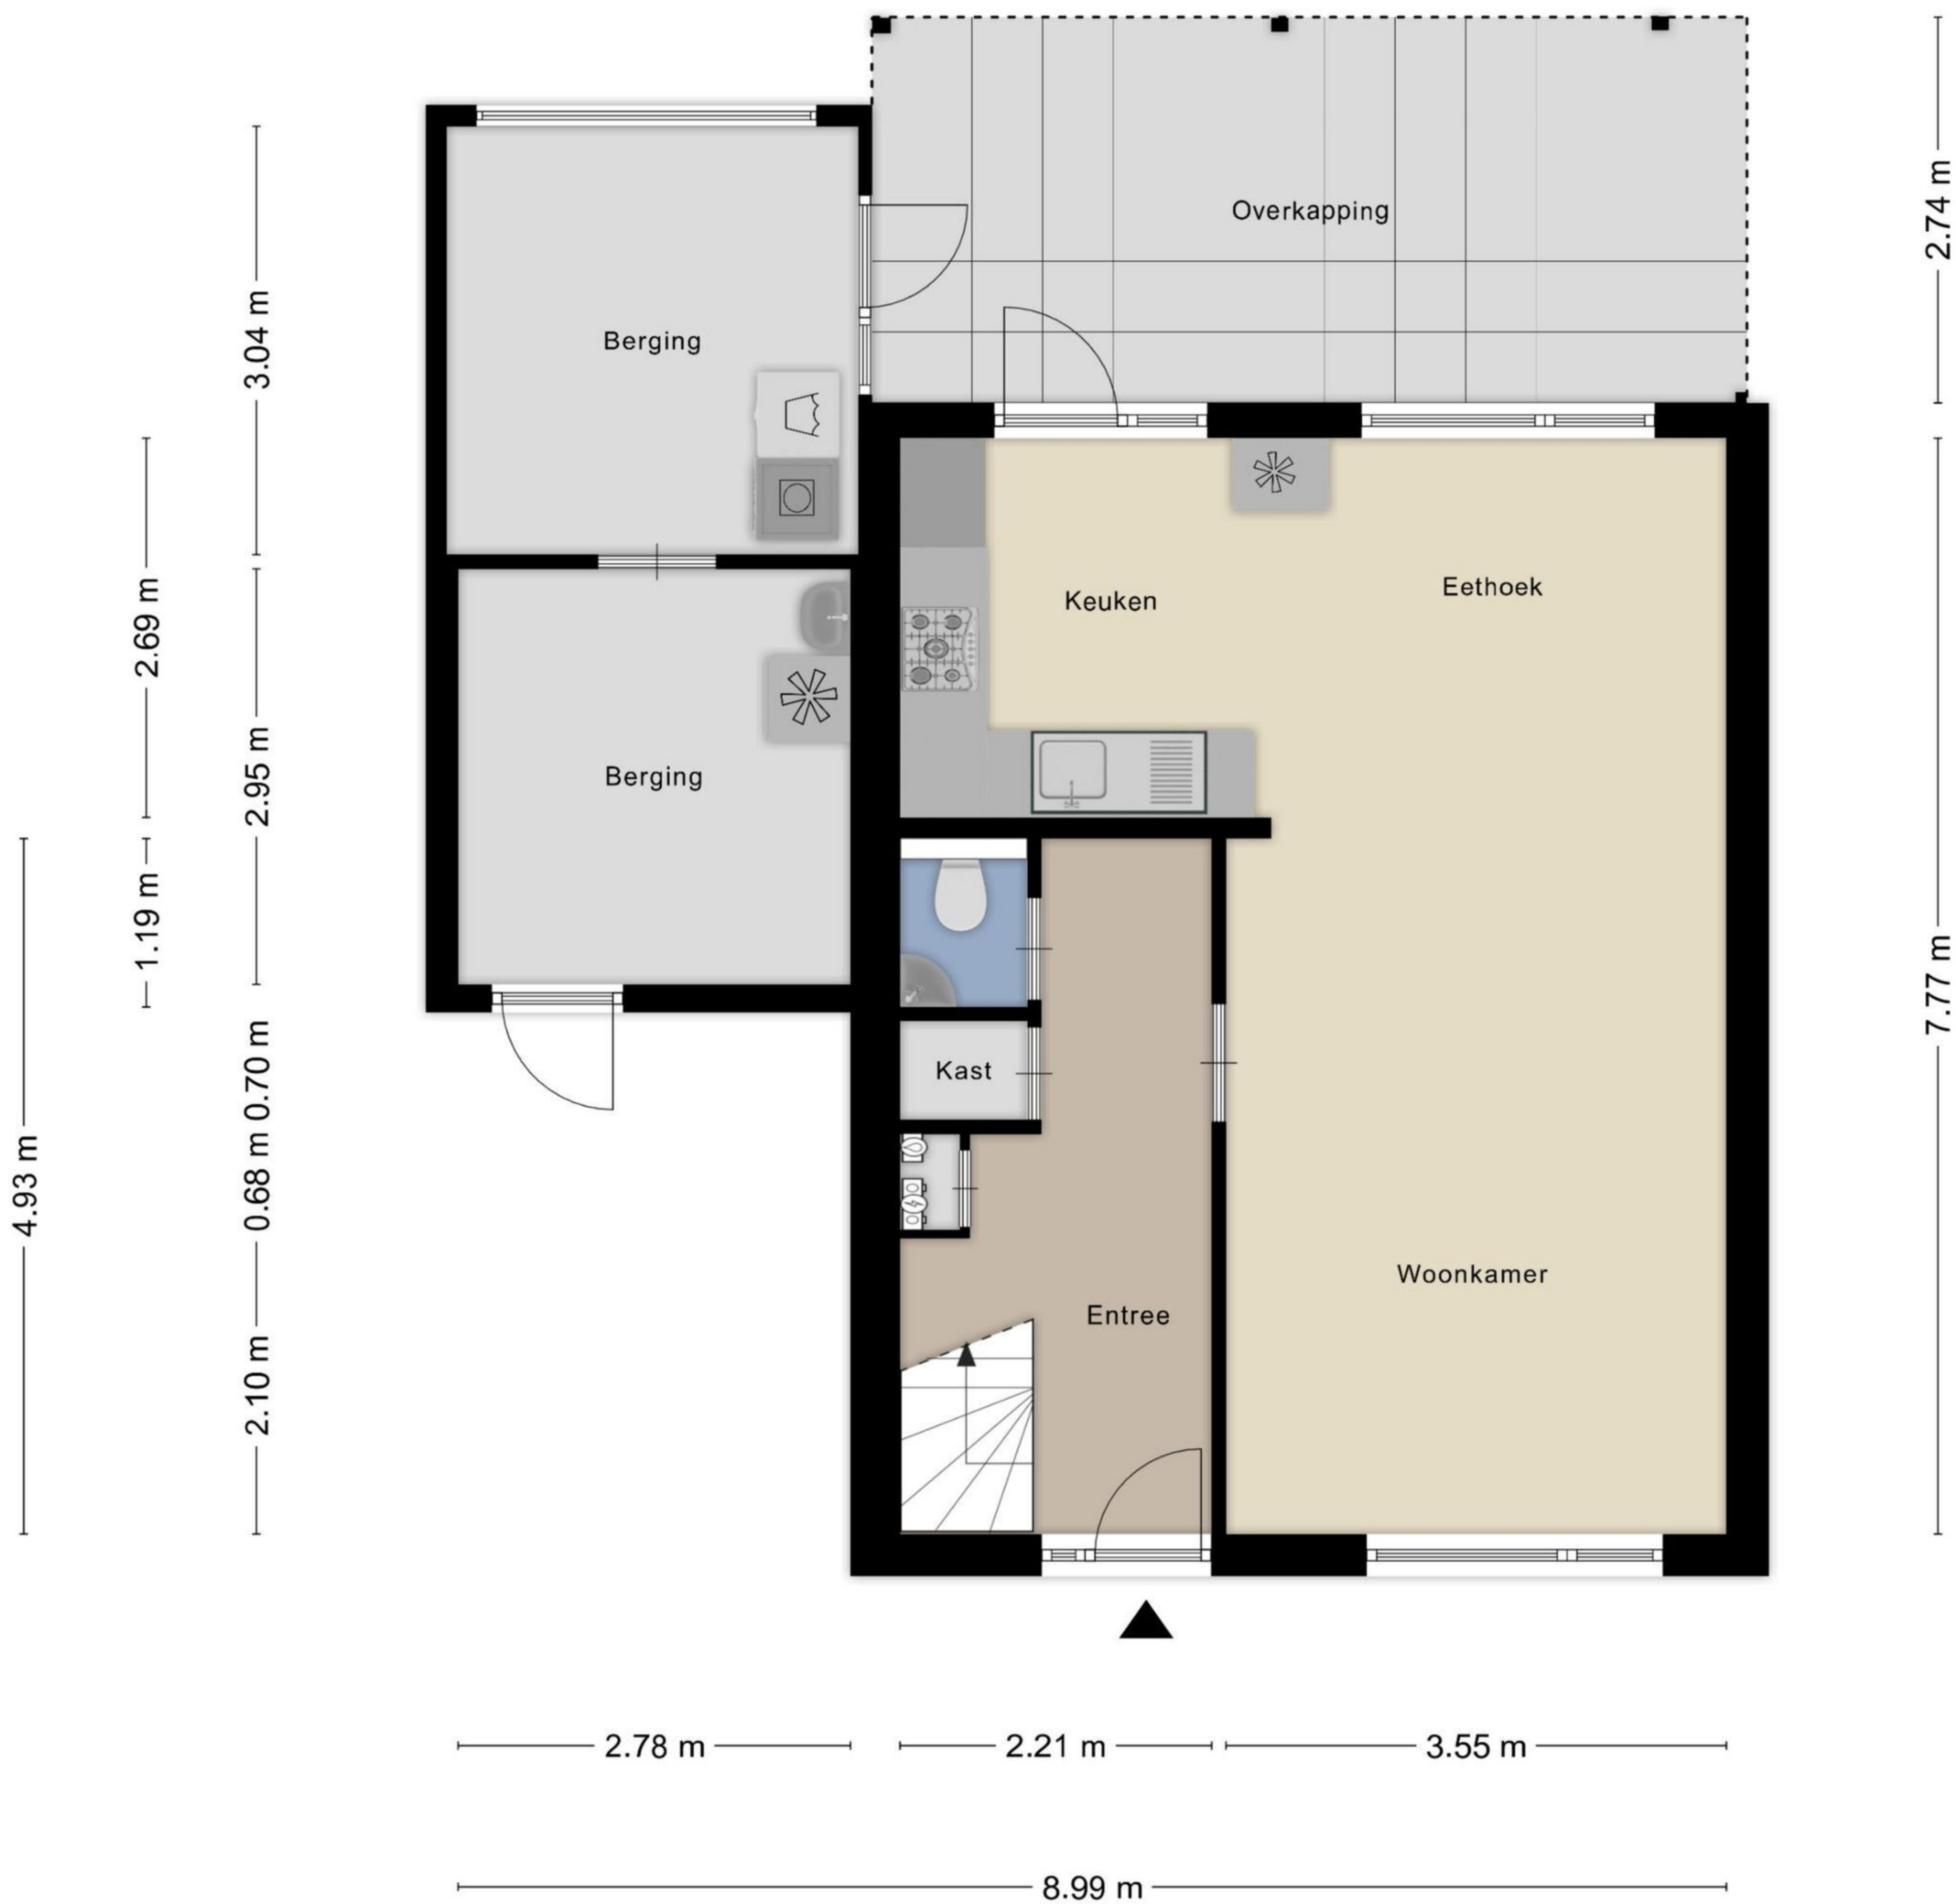 2.74 m
Overkapping
3.04 m
Berging
2.69 m
Keuken
Eethoek
2.95 m
Berging
1.19 m
7.77 m
0.70 m
Kast
4.93 m
0.68 m
Woonkamer
Entree
2.10 m
2.78 m
2.21 m
3.55 m
8.99 m